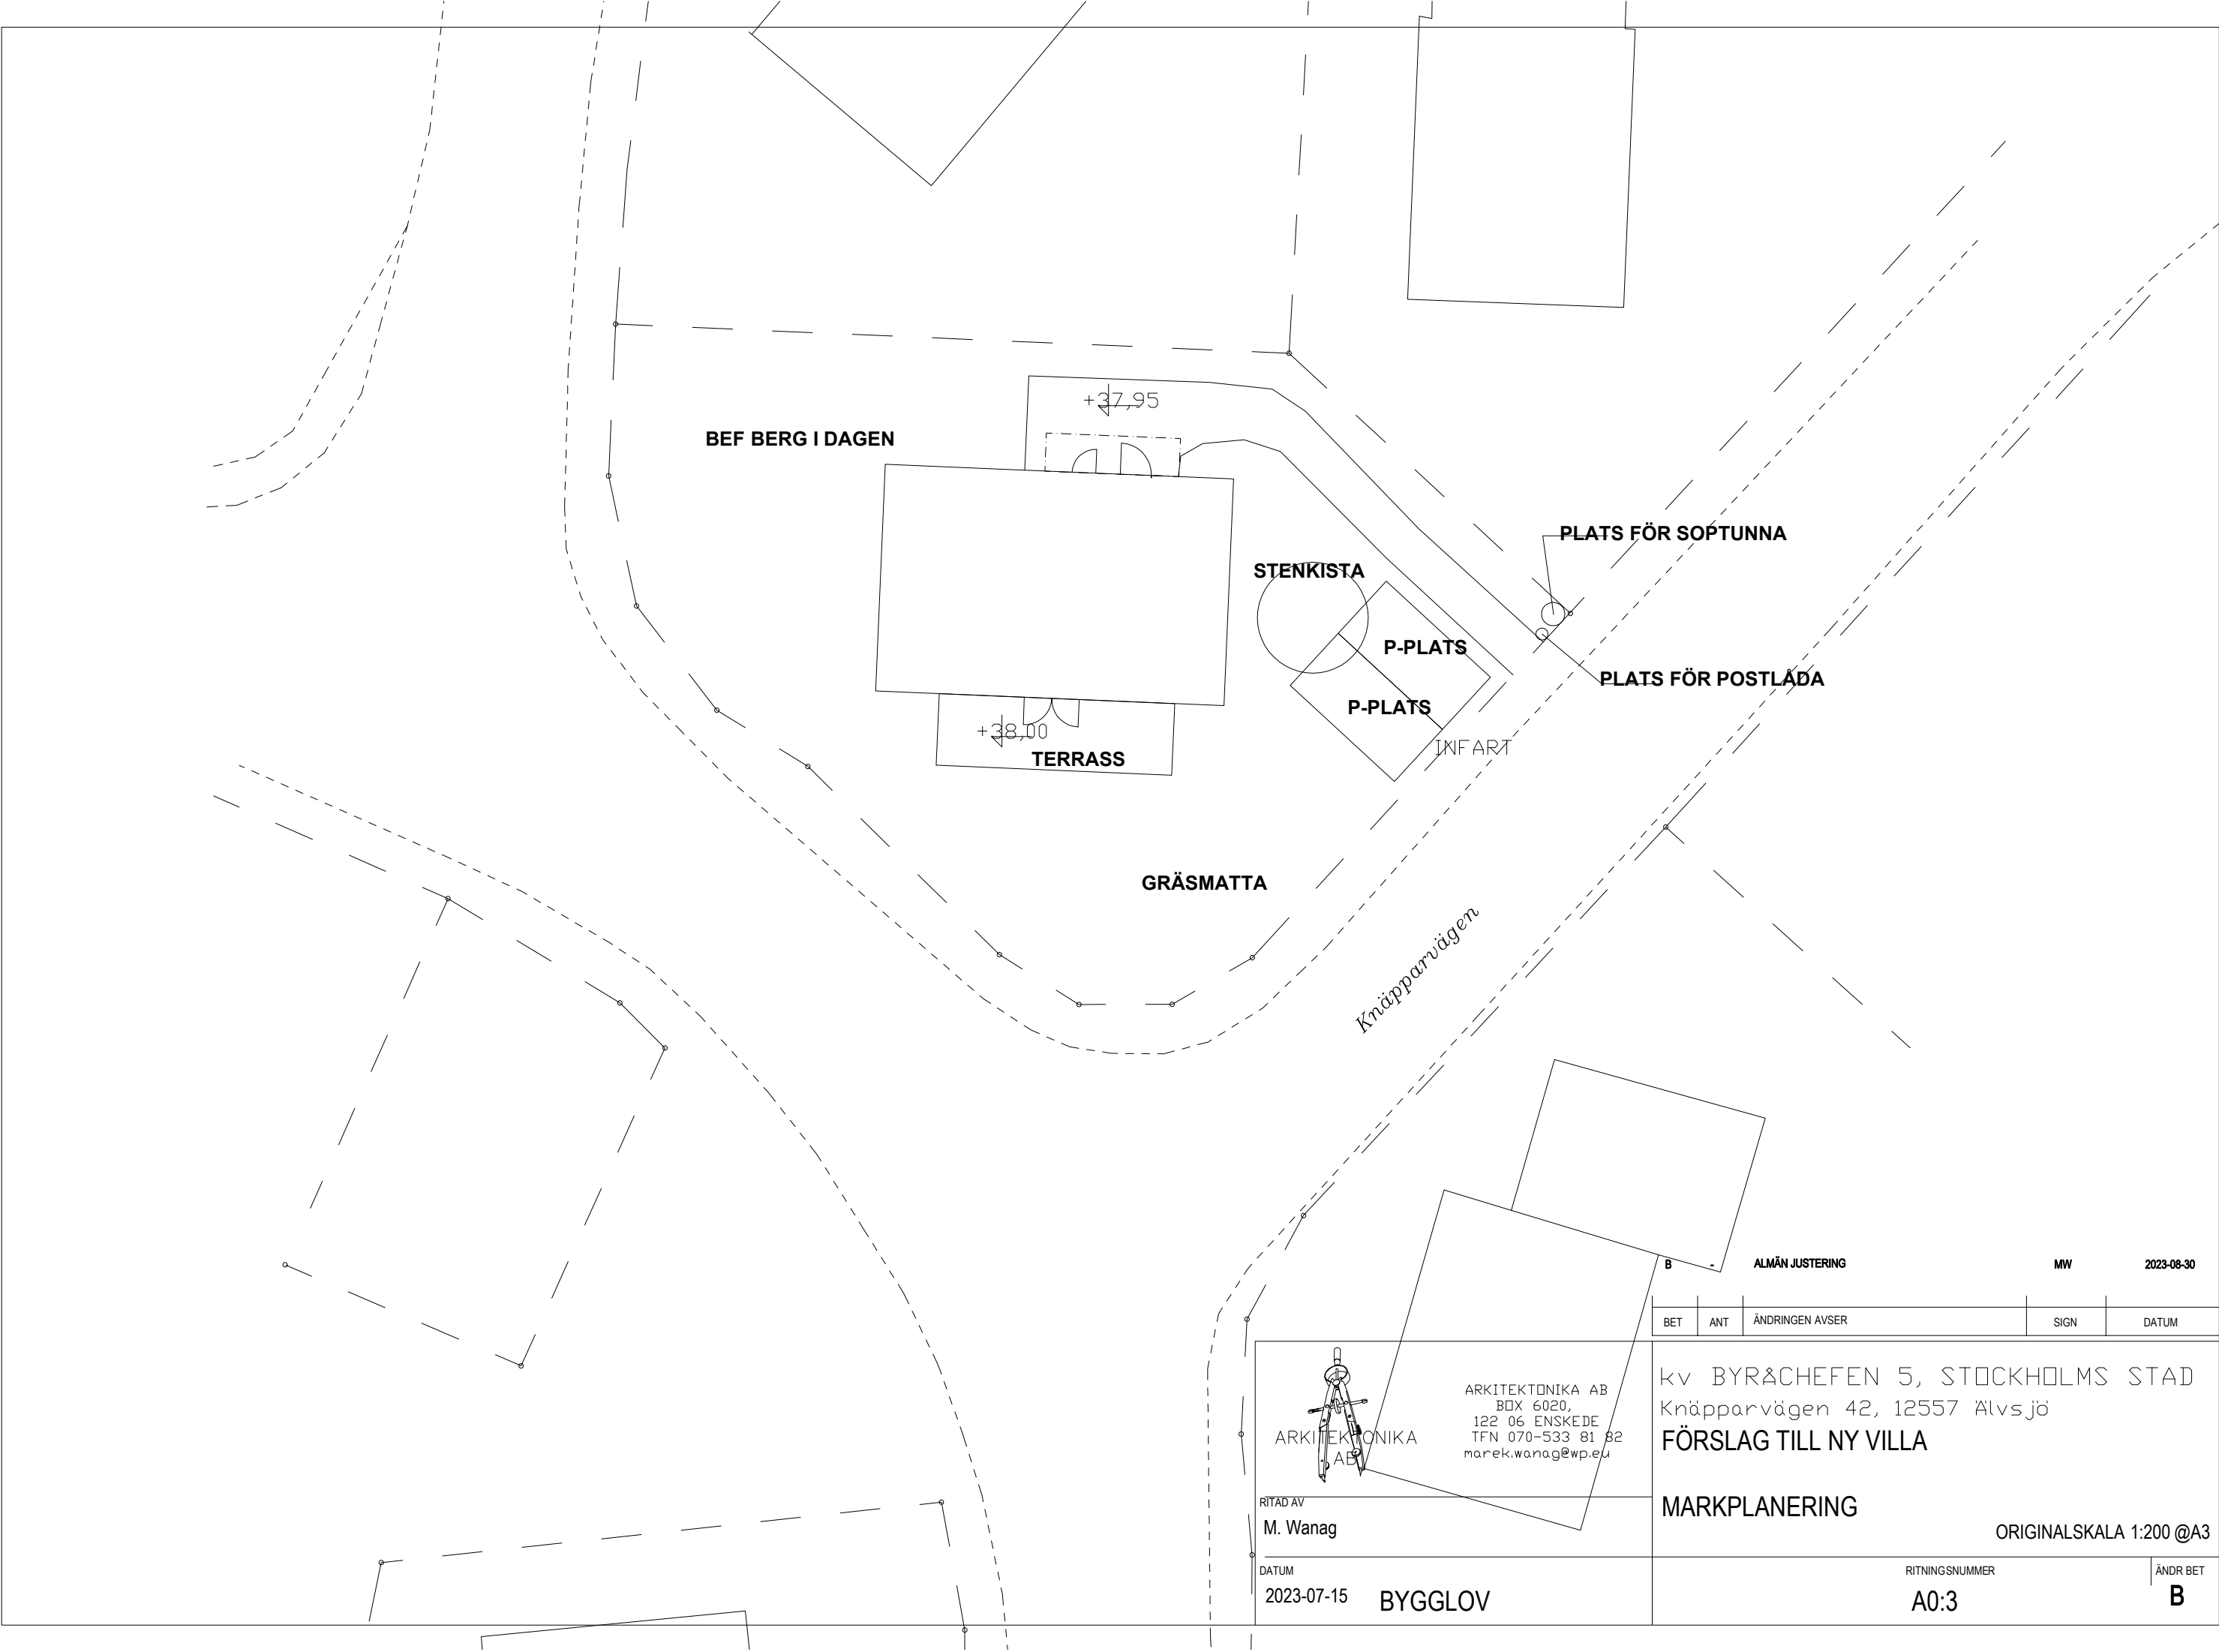 +37,95
BEF BERG I DAGEN
PLATS FÖR SOPTUNNA
STENKISTA
P-PLATS
PLATS FÖR POSTLÅDA
P-PLATS
+38,00
INFART
TERRASS
GRÄSMATTA
Knäpparvägen
B - ALMÄN JUSTERING MW 2023-08-30
BET ANT ÄNDRINGEN AVSER SIGN DATUM
ARKITEKTONIKA
AB
ARKITEKTONIKA AB
BOX 6020,
122 06 ENSKEDE
TFN 070-533 81 82
marek.wanag@wp.eu
kv BYRÅCHEFEN 5, STOCKHOLMS STAD
Knäpparvägen 42, 12557 Älvsjö
FÖRSLAG TILL NY VILLA
MARKPLANERING
ORIGINALSKALA 1:200 @A3
RITAD AV
M. Wanag
DATUM
2023-07-15 BYGGLOV
RITNINGSNUMMER
A0:3
ÄNDR BET
B